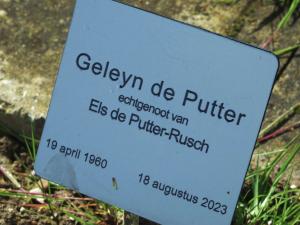 Geleyn de Putter
echtgenoot van
Els de Putter-Rusch
19 april 1960
18 augustus 2023